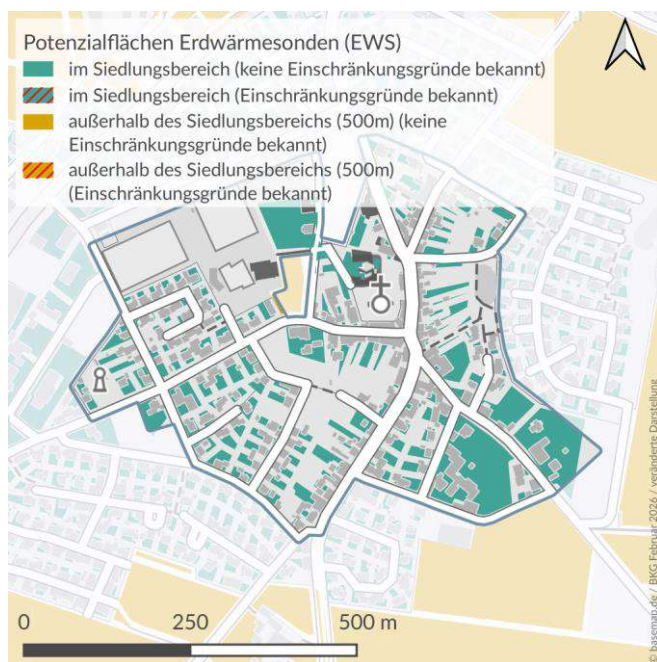 Potenzialflächen Erdwärmesonden (EWS)
im Siedlungsbereich (keine Einschränkungsgründe bekannt)
im Siedlungsbereich (Einschränkungsgründe bekannt)
außerhalb des Siedlungsbereichs (500m) (keine
Einschränkungsgründe bekannt)
außerhalb des Siedlungsbereichs (500m)
(Einschränkungsgründe bekannt)
0 250 500 m
© basemap.de / BKG Februar 2026 / veränderte Darstellung